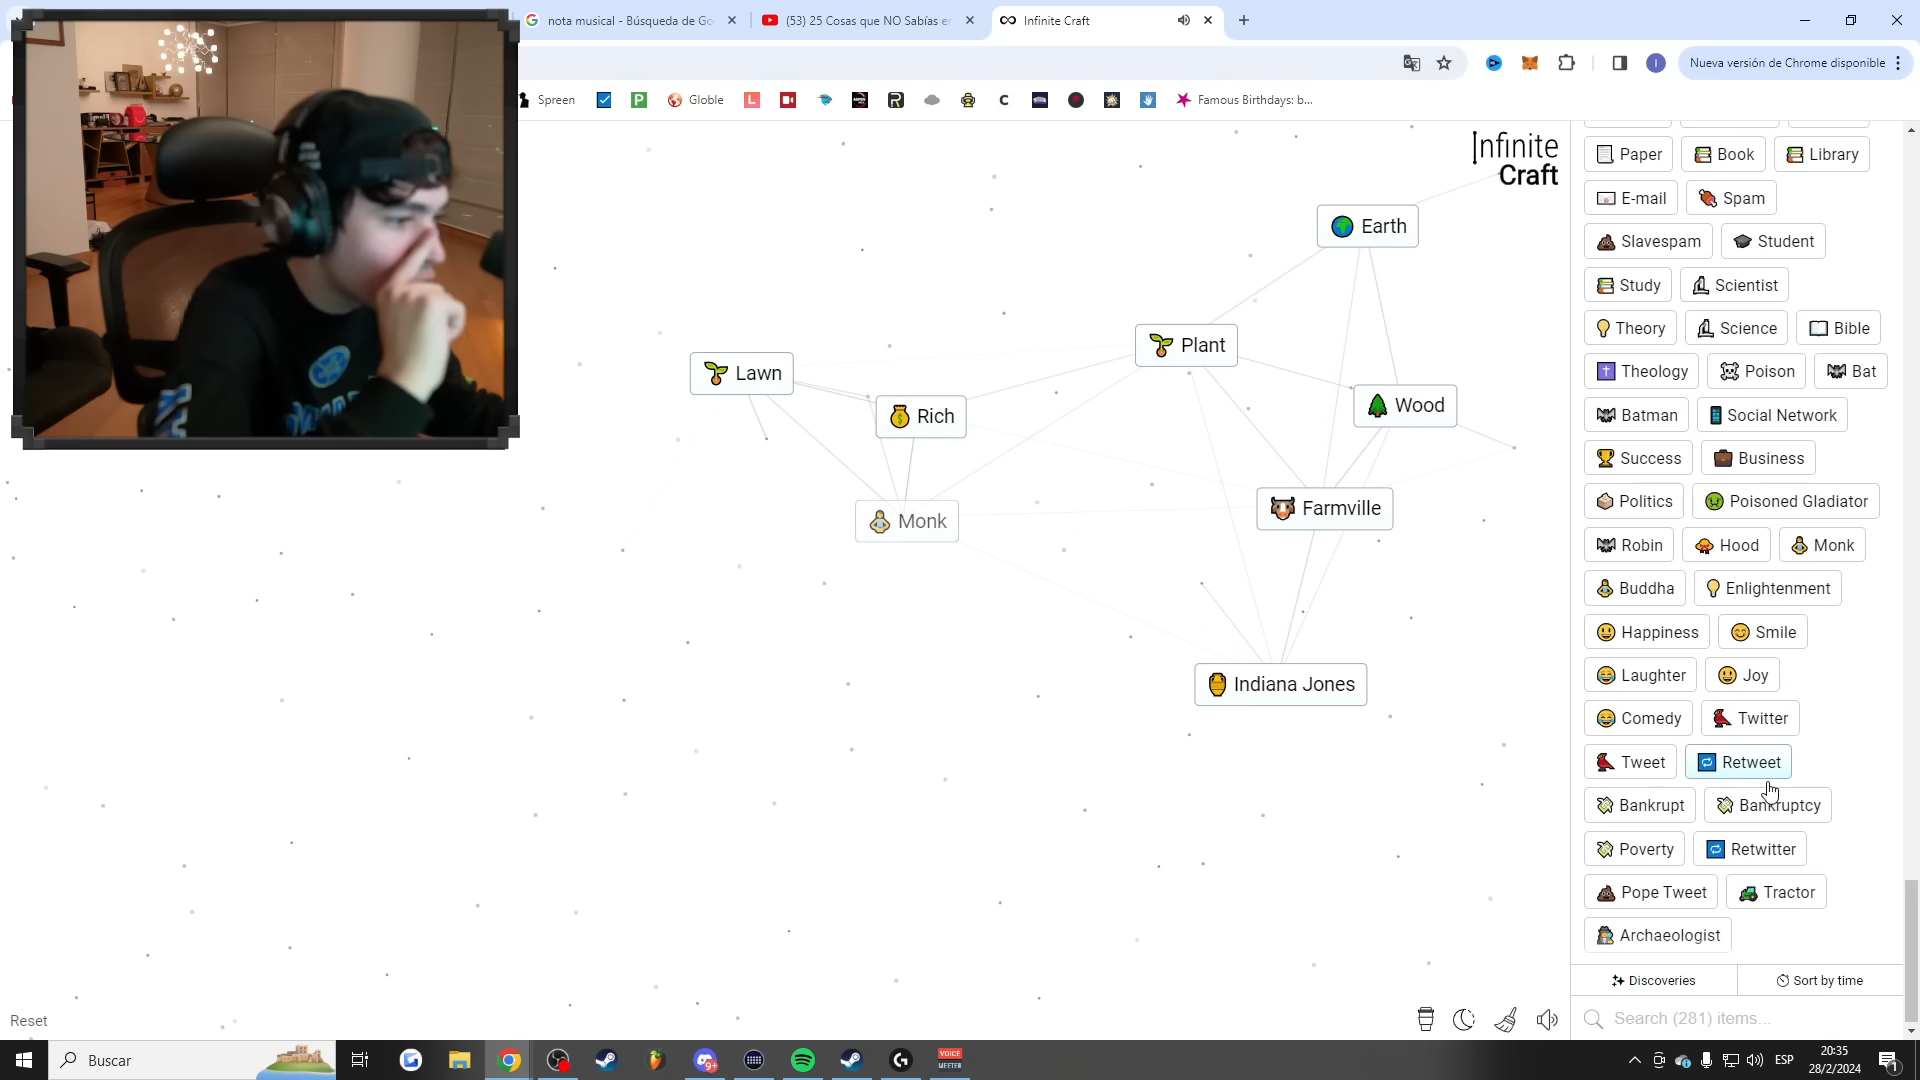 nota musical - Búsqueda de Go
(53) 25 Cosas que NO Sabías e
Infinite Craft
Nueva versión de Chrome disponible
Spreen
Globle
Famous Birthdays: b...
Infinite
Craft
Earth
Plant
Lawn
Wood
Rich
Farmville
Monk
Indiana Jones
Paper Book Library
E-mail Spam
Slavespam Student
Study Scientist
Theory Science Bible
Theology Poison Bat
Batman Social Network
Success Business
Politics Poisoned Gladiator
Robin Hood Monk
Buddha Enlightenment
Happiness Smile
Laughter Joy
Comedy Twitter
Tweet Retweet
Bankrupt Bankruptcy
Poverty Retwitter
Pope Tweet Tractor
Archaeologist
Discoveries Sort by time
Search (281) items...
Reset
Buscar
9+
VOICE
MEETER
ESP
20:35
28/2/2024
1